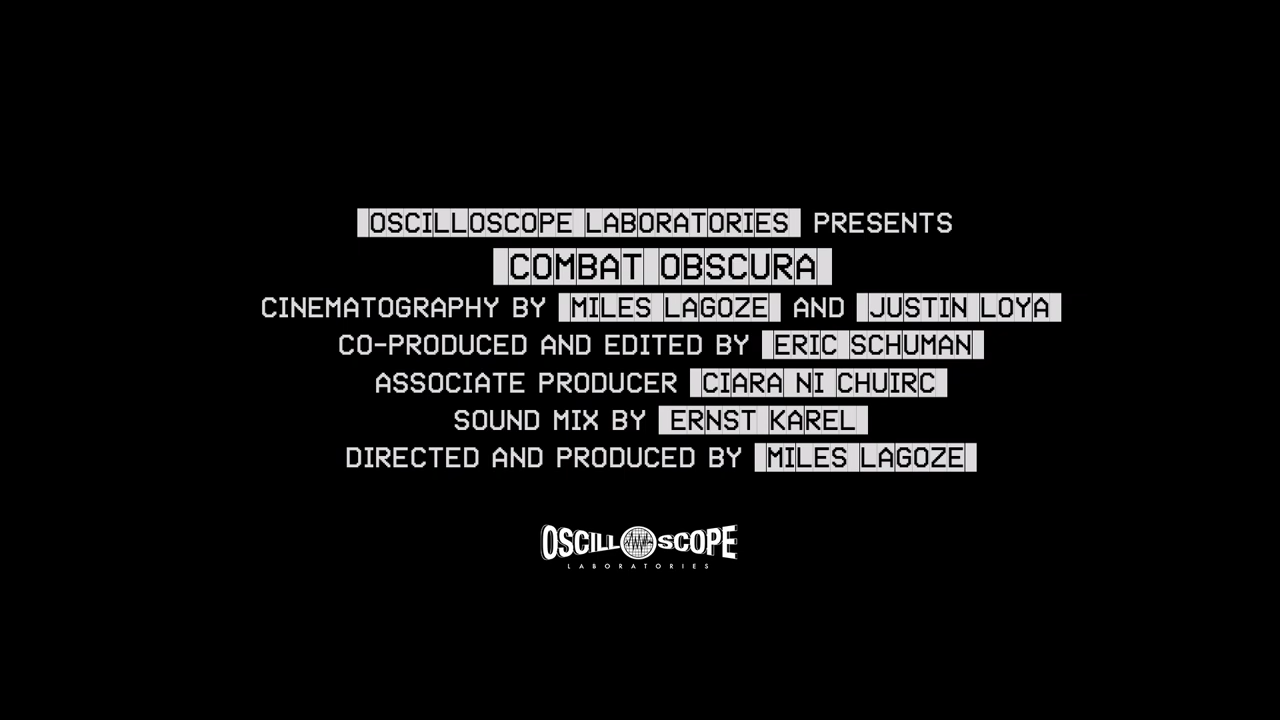 OSCILLOSCOPE LABORATORIES PRESENTS
COMBAT OBSCURA
CINEMATOGRAPHY BY MILES LAGOZE AND JUSTIN LOYA
CO-PRODUCED AND EDITED BY ERIC SCHUMAN
ASSOCIATE PRODUCER CIARA NI CHUIRC
SOUND MIX BY ERNST KAREL
DIRECTED AND PRODUCED BY MILES LAGOZE
OSCILLOSCOPE
LABORATORIES